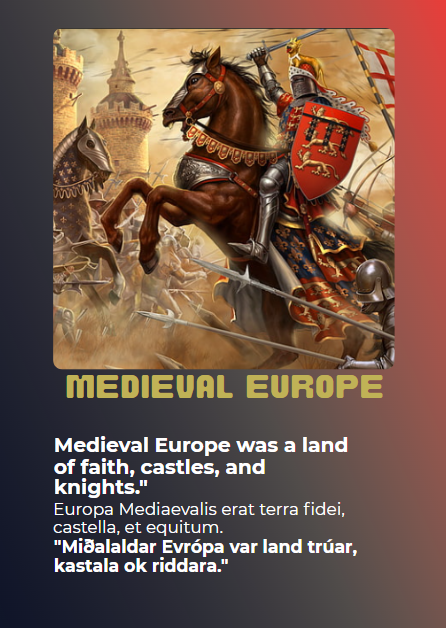 MEDIEVAL EUROPE
Medieval Europe was a land
of faith, castles, and
knights."
Europa Mediaevalis erat terra fidei,
castella, et equitum.
"Miðalaldar Evrópa var land trúar,
kastala ok riddara."